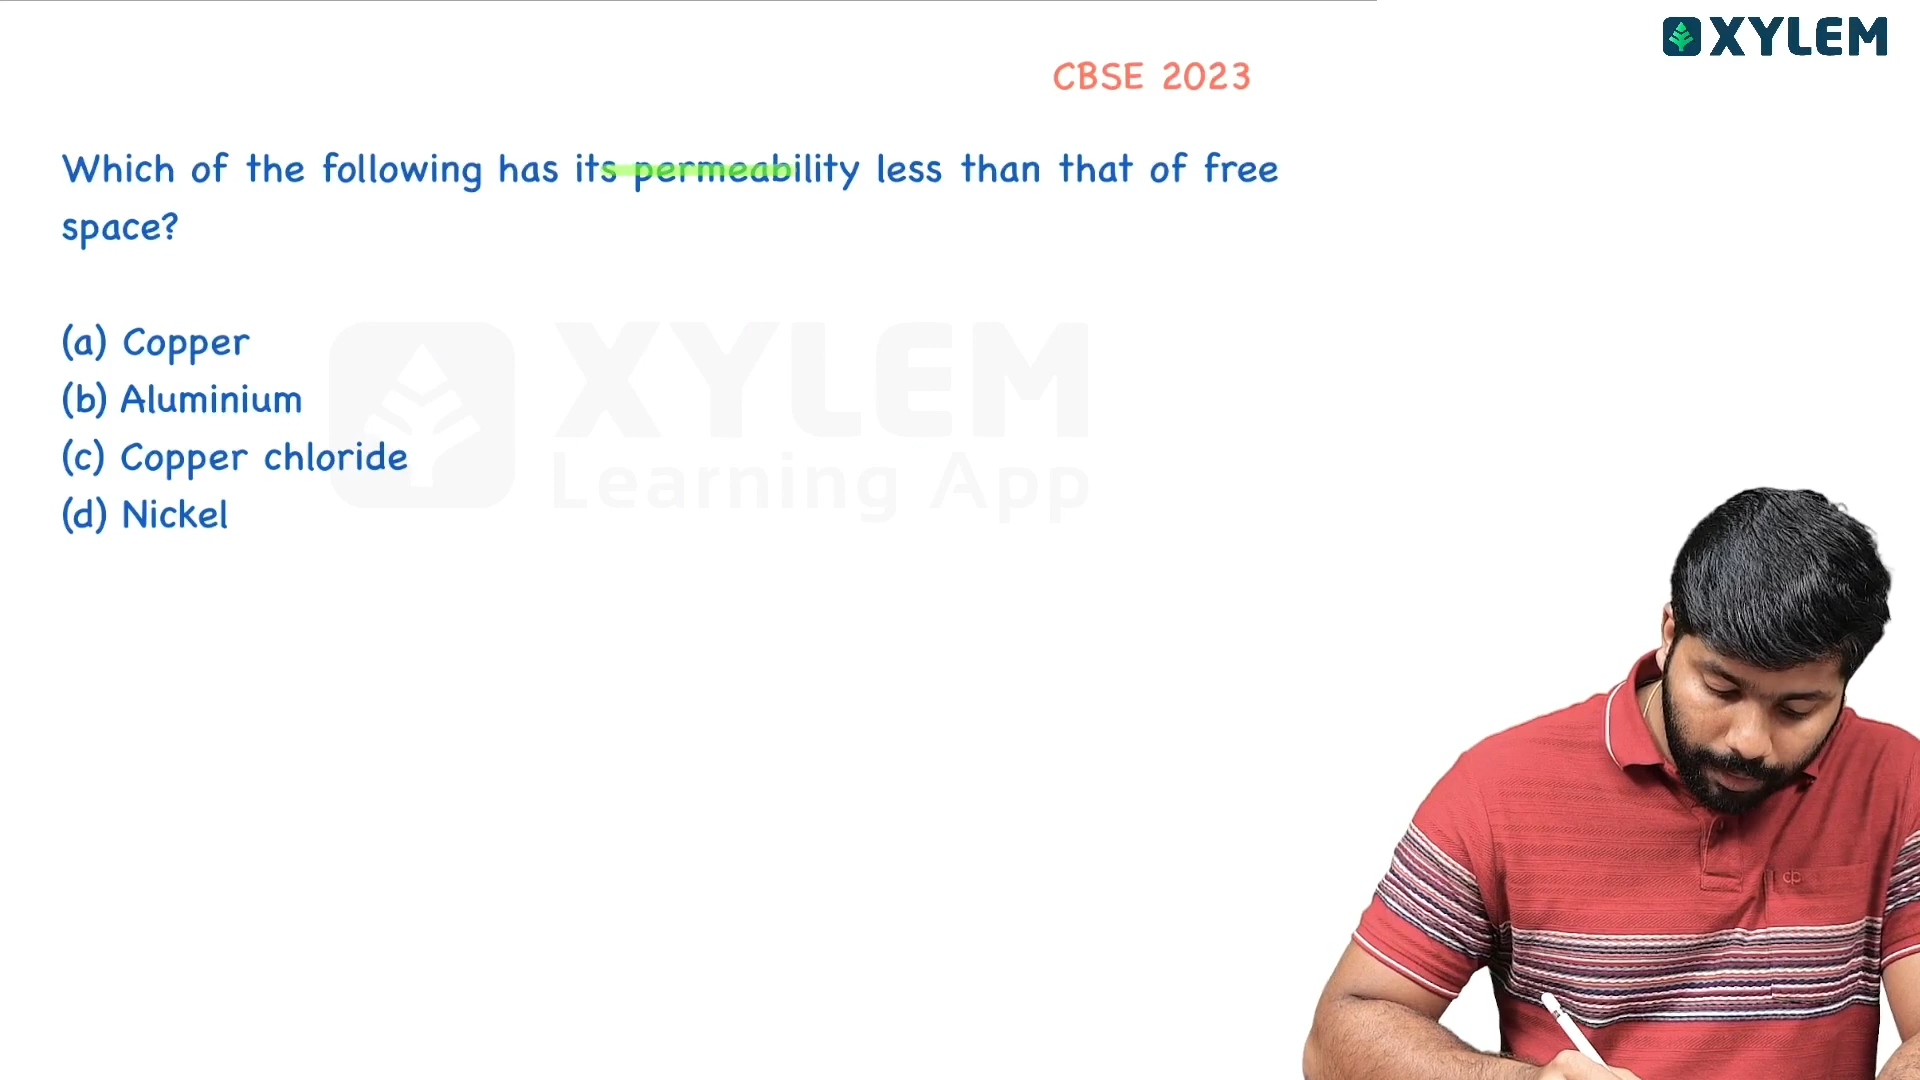 XYLEM
CBSE 2023
Which of the following has its permeability less than that of free
space?
(a) Copper
(b) Aluminium
(c) Copper chloride
(d) Nickel
XYLEM
Learning App
dp